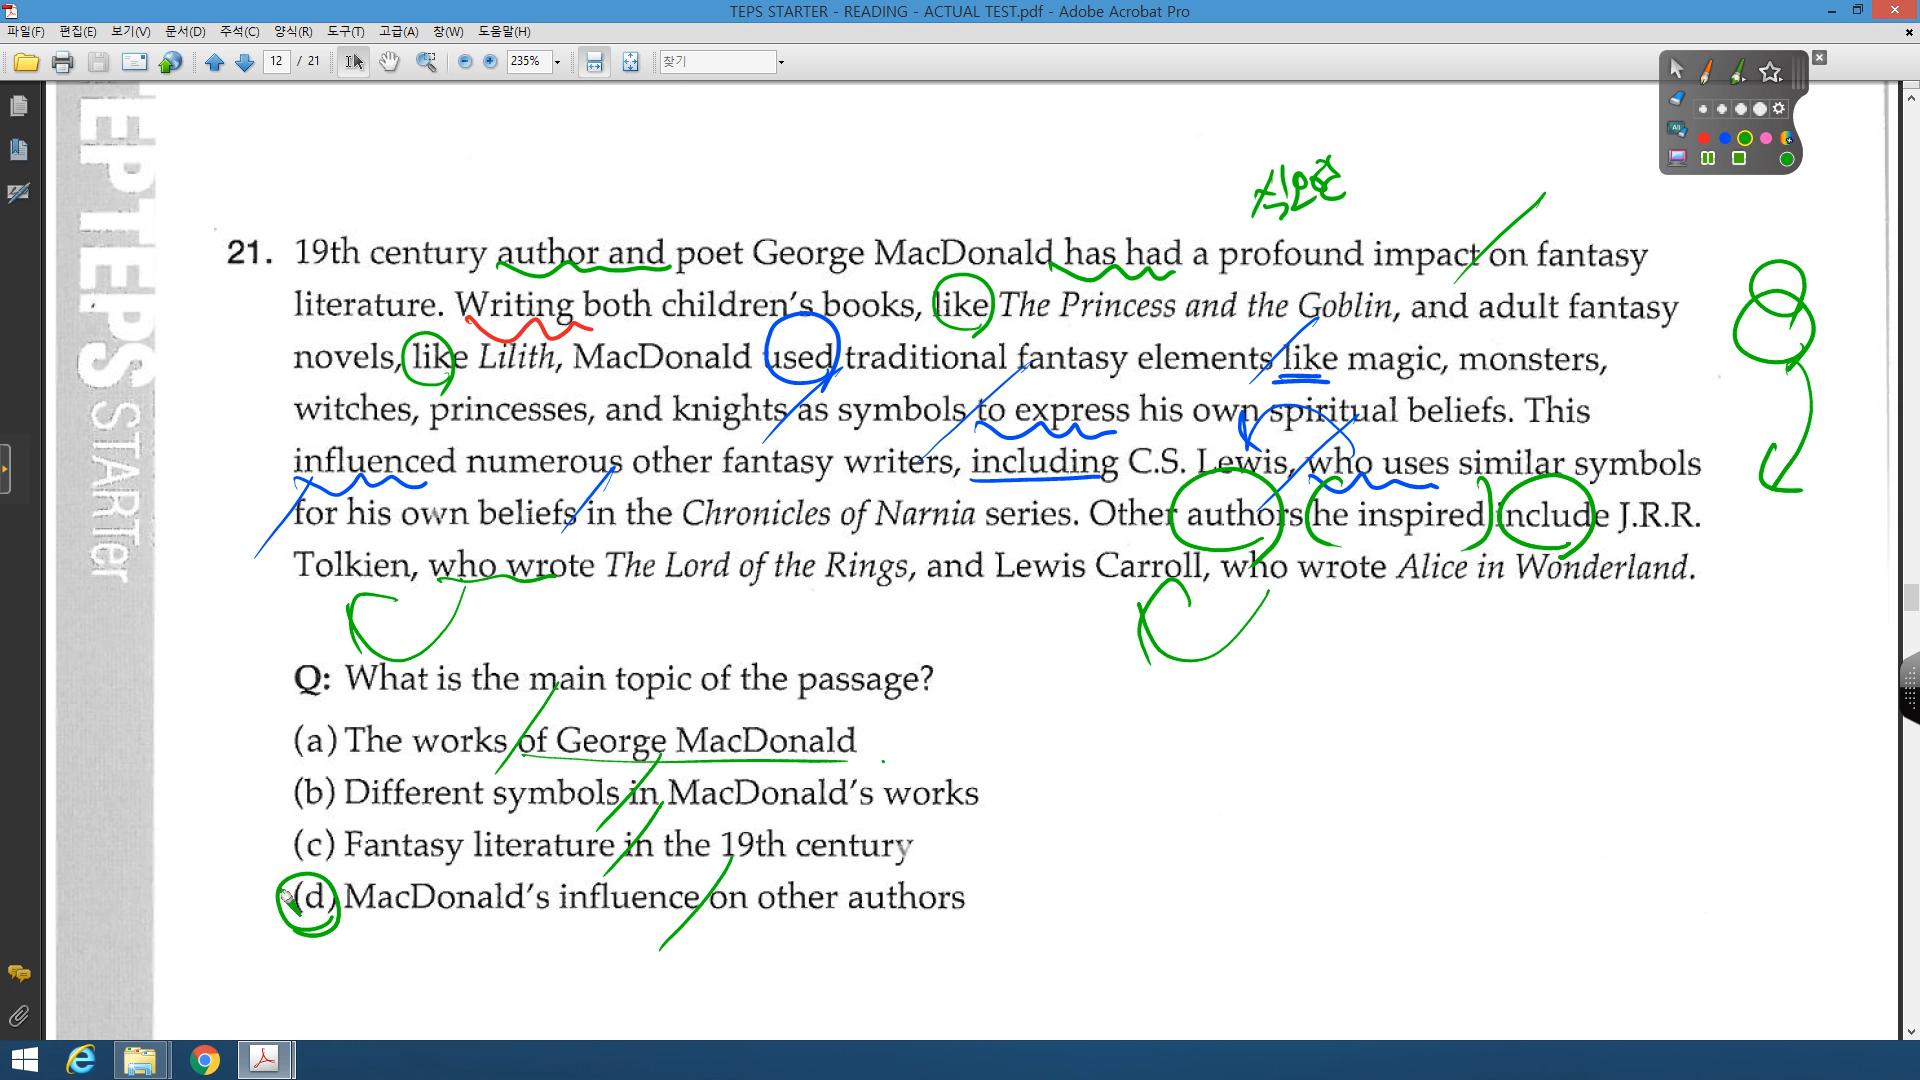 TEPS STARTER - READING - ACTUAL TEST.pdf - Adobe Acrobat Pro
파일(F) 편집(E) 보기(V) 문서(D) 주석(C) 양식(R) 도구(T) 고급(A) 창(W) 도움말(H)
12 / 21 235% 찾기
All
TEPS STARTER
21. 19th century author and poet George MacDonald has had a profound impact on fantasy
literature. Writing both children's books, like The Princess and the Goblin, and adult fantasy
novels, like Lilith, MacDonald used traditional fantasy elements like magic, monsters,
witches, princesses, and knights as symbols to express his own spiritual beliefs. This
influenced numerous other fantasy writers, including C.S. Lewis, who uses similar symbols
for his own beliefs in the Chronicles of Narnia series. Other authors he inspired include J.R.R.
Tolkien, who wrote The Lord of the Rings, and Lewis Carroll, who wrote Alice in Wonderland.
Q: What is the main topic of the passage?
(a) The works of George MacDonald
(b) Different symbols in MacDonald's works
(c) Fantasy literature in the 19th century
(d) MacDonald's influence on other authors